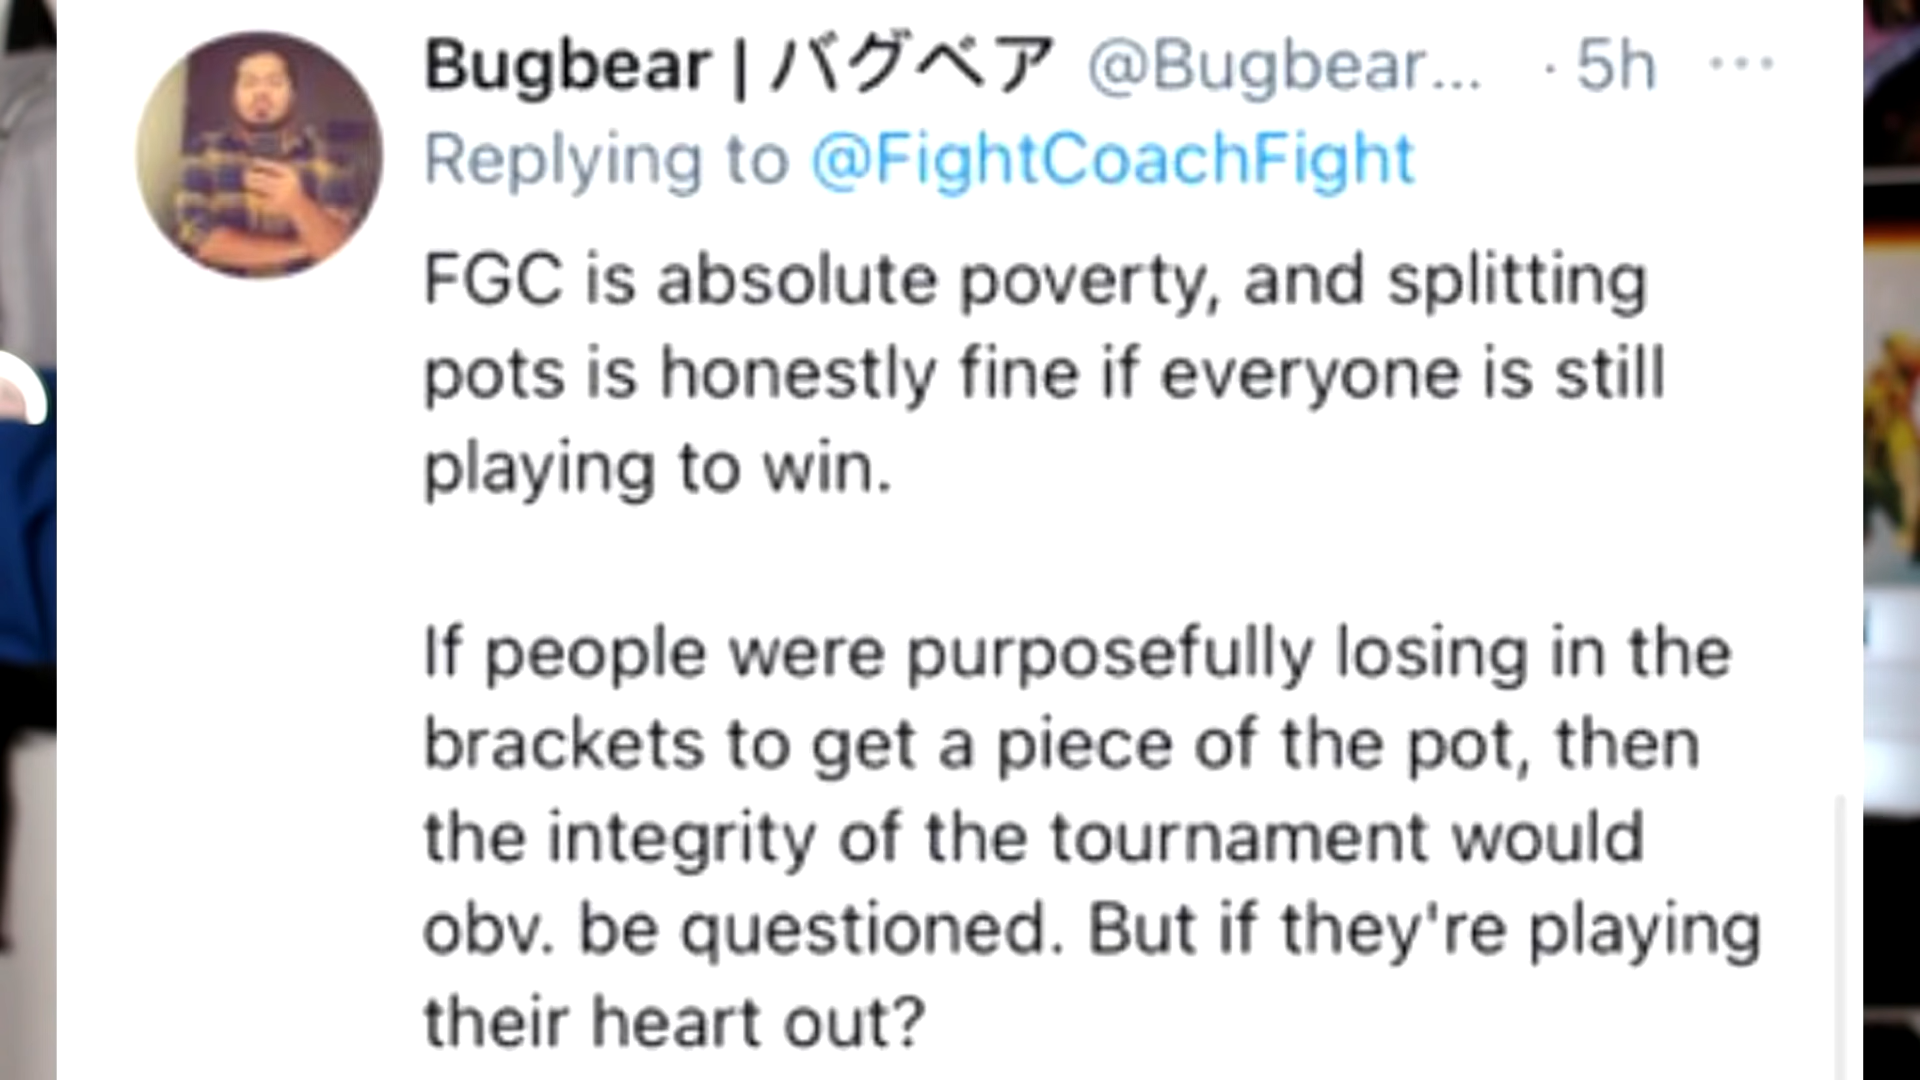 Bugbear | バグベア @Bugbear... · 5h ...
Replying to @FightCoachFight
FGC is absolute poverty, and splitting
pots is honestly fine if everyone is still
playing to win.
If people were purposefully losing in the
brackets to get a piece of the pot, then
the integrity of the tournament would
obv. be questioned. But if they're playing
their heart out?